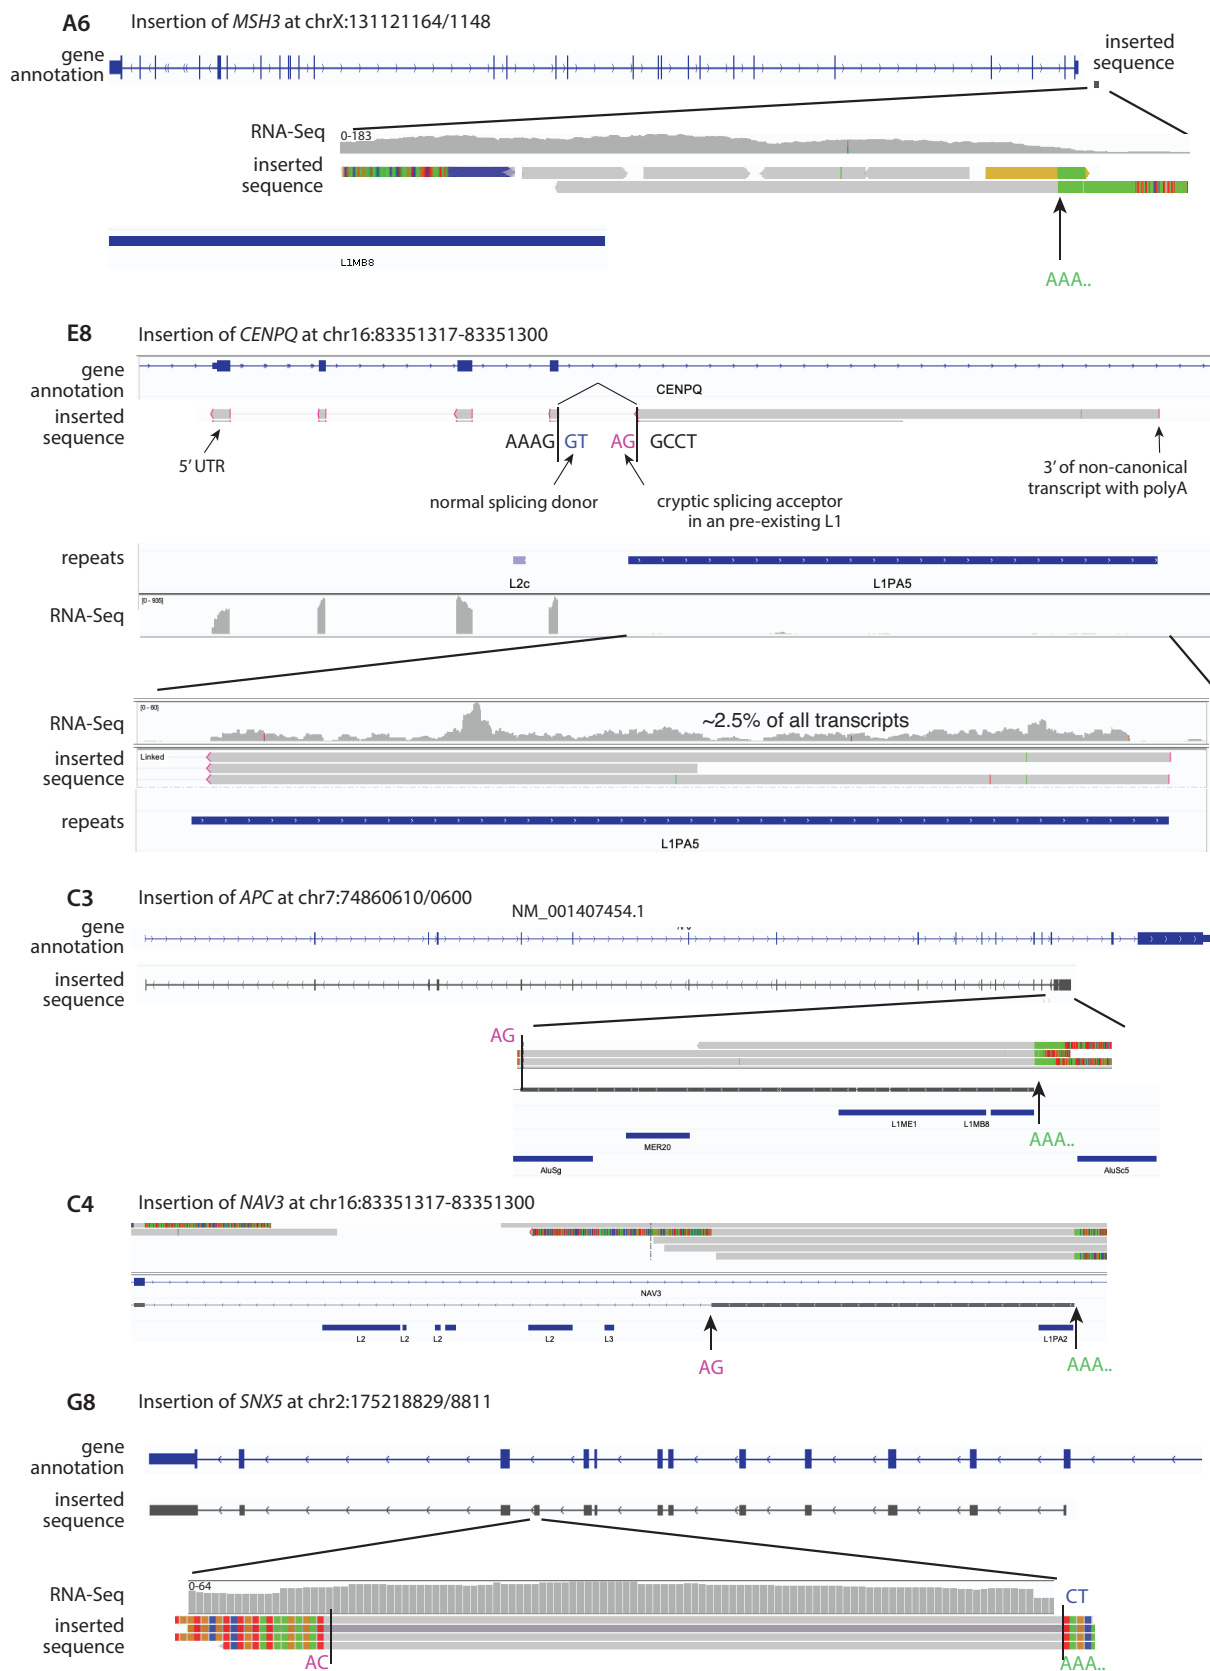 A6 Insertion of MSH3 at chrX:131121164/1148
gene
annotation
inserted
sequence
RNA-Seq
0-183
inserted
sequence
L1MB8
AAA..
E8 Insertion of CENPQ at chr16:83351317-83351300
gene
annotation
CENPQ
inserted
sequence
AAAG GT AG GCCT
5' UTR
normal splicing donor
cryptic splicing acceptor
in an pre-existing L1
3' of non-canonical
transcript with polyA
repeats
L2c
L1PA5
RNA-Seq
[0 - 935]
RNA-Seq
[0 - 60]
~2.5% of all transcripts
inserted
sequence
Linked
repeats
L1PA5
C3 Insertion of APC at chr7:74860610/0600
NM_001407454.1
gene
annotation
inserted
sequence
AG
L1ME1
L1MB8
AAA..
MER20
AluSg
AluSc5
C4 Insertion of NAV3 at chr16:83351317-83351300
NAV3
L2 L2 L2 L2 L3 L1PA2
AG
AAA..
G8 Insertion of SNX5 at chr2:175218829/8811
gene
annotation
inserted
sequence
RNA-Seq
0-64
CT
inserted
sequence
AC
AAA..